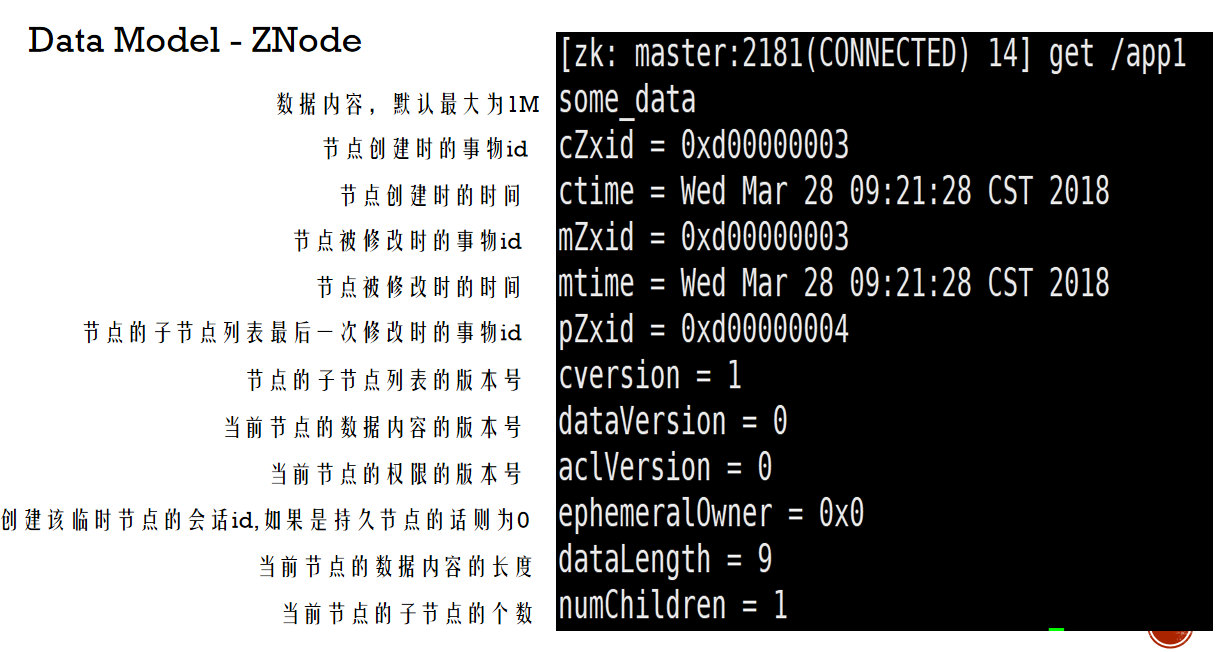 Data Model - ZNode
数据内容，默认最大为1M
节点创建时的事物id
节点创建时的时间
节点被修改时的事物id
节点被修改时的时间
节点的子节点列表最后一次修改时的事物id
节点的子节点列表的版本号
当前节点的数据内容的版本号
当前节点的权限的版本号
创建该临时节点的会话id,如果是持久节点的话则为0
当前节点的数据内容的长度
当前节点的子节点的个数
[zk: master:2181(CONNECTED) 14] get /app1
some_data
cZxid = 0xd00000003
ctime = Wed Mar 28 09:21:28 CST 2018
mZxid = 0xd00000003
mtime = Wed Mar 28 09:21:28 CST 2018
pZxid = 0xd00000004
cversion = 1
dataVersion = 0
aclVersion = 0
ephemeralOwner = 0x0
dataLength = 9
numChildren = 1